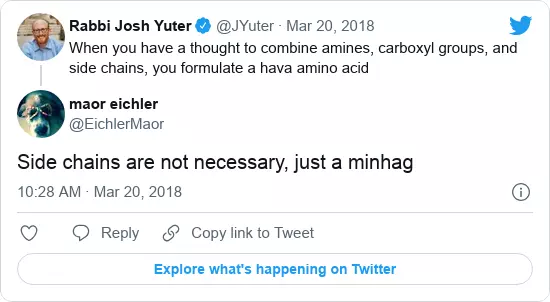 Rabbi Josh Yuter @JYuter · Mar 20, 2018
When you have a thought to combine amines, carboxyl groups, and
side chains, you formulate a hava amino acid
maor eichler
@EichlerMaor
Side chains are not necessary, just a minhag
10:28 AM · Mar 20, 2018
Reply
Copy link to Tweet
Explore what's happening on Twitter